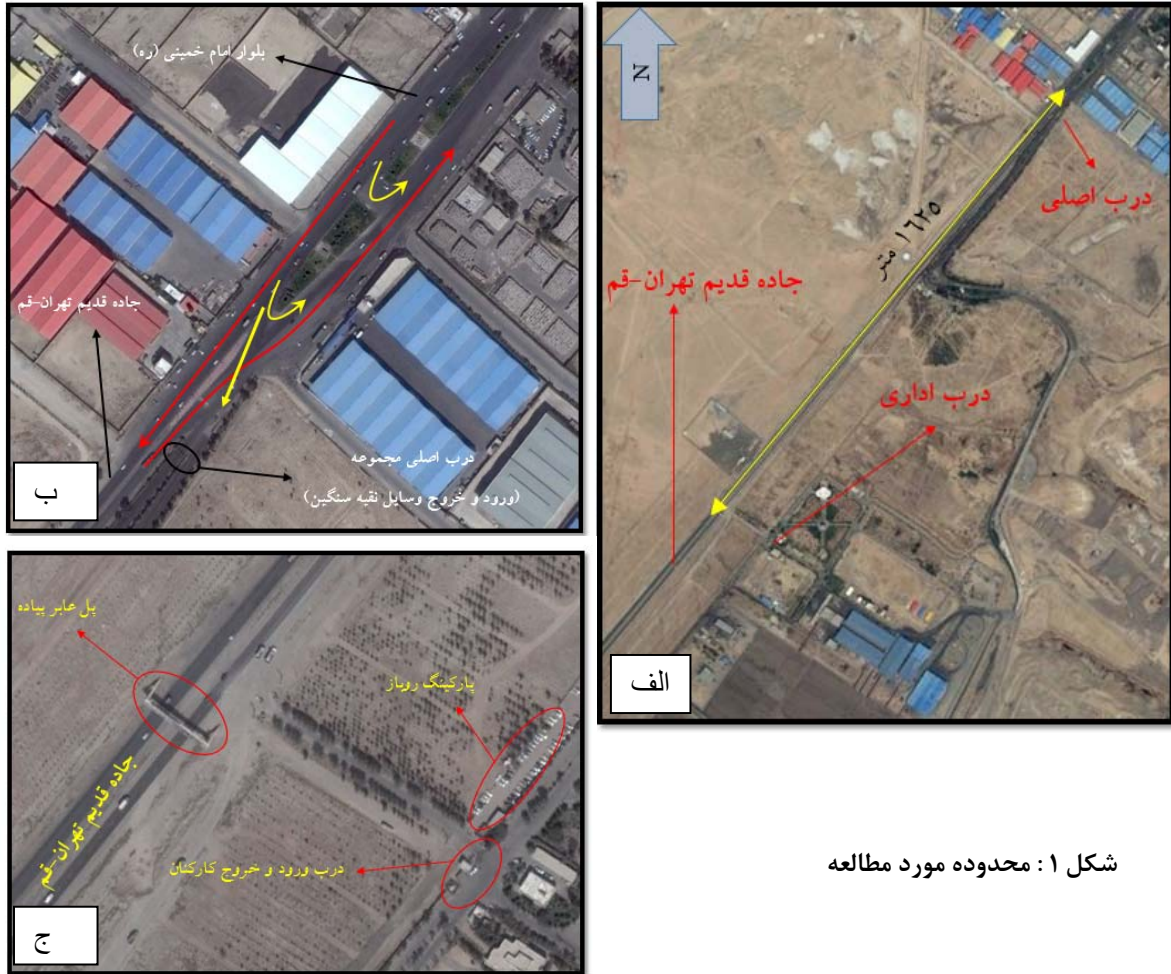 بلوار امام خمینی (ره)
جاده قدیم تهران-قم
درب اصلی مجموعه
(ورود و خروج وسایل نقیه سنگین)
ب
N
درب اصلی
۱٦۲٥ متر
جاده قدیم تهران-قم
درب اداری
الف
پل عابر پیاده
پارکینگ روباز
جاده قدیم تهران-قم
درب ورود و خروج کارکنان
ج
شکل ۱: محدوده مورد مطالعه